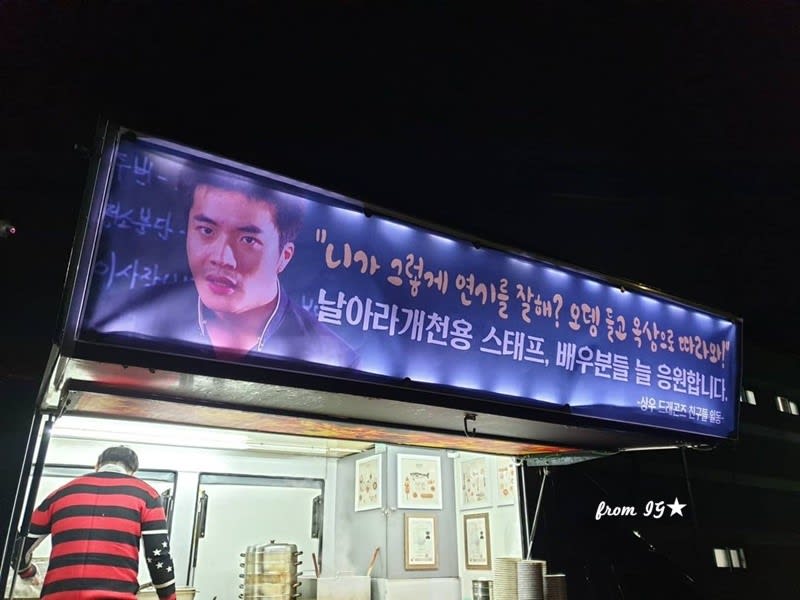 "니가 그렇게 연기를 잘해? 모뎀 들고 옥상으로 따라와!"
날아라개천용 스태프, 배우분들 늘 응원합니다.
-상우 드래곤즈 친구들 일동-
from IG★